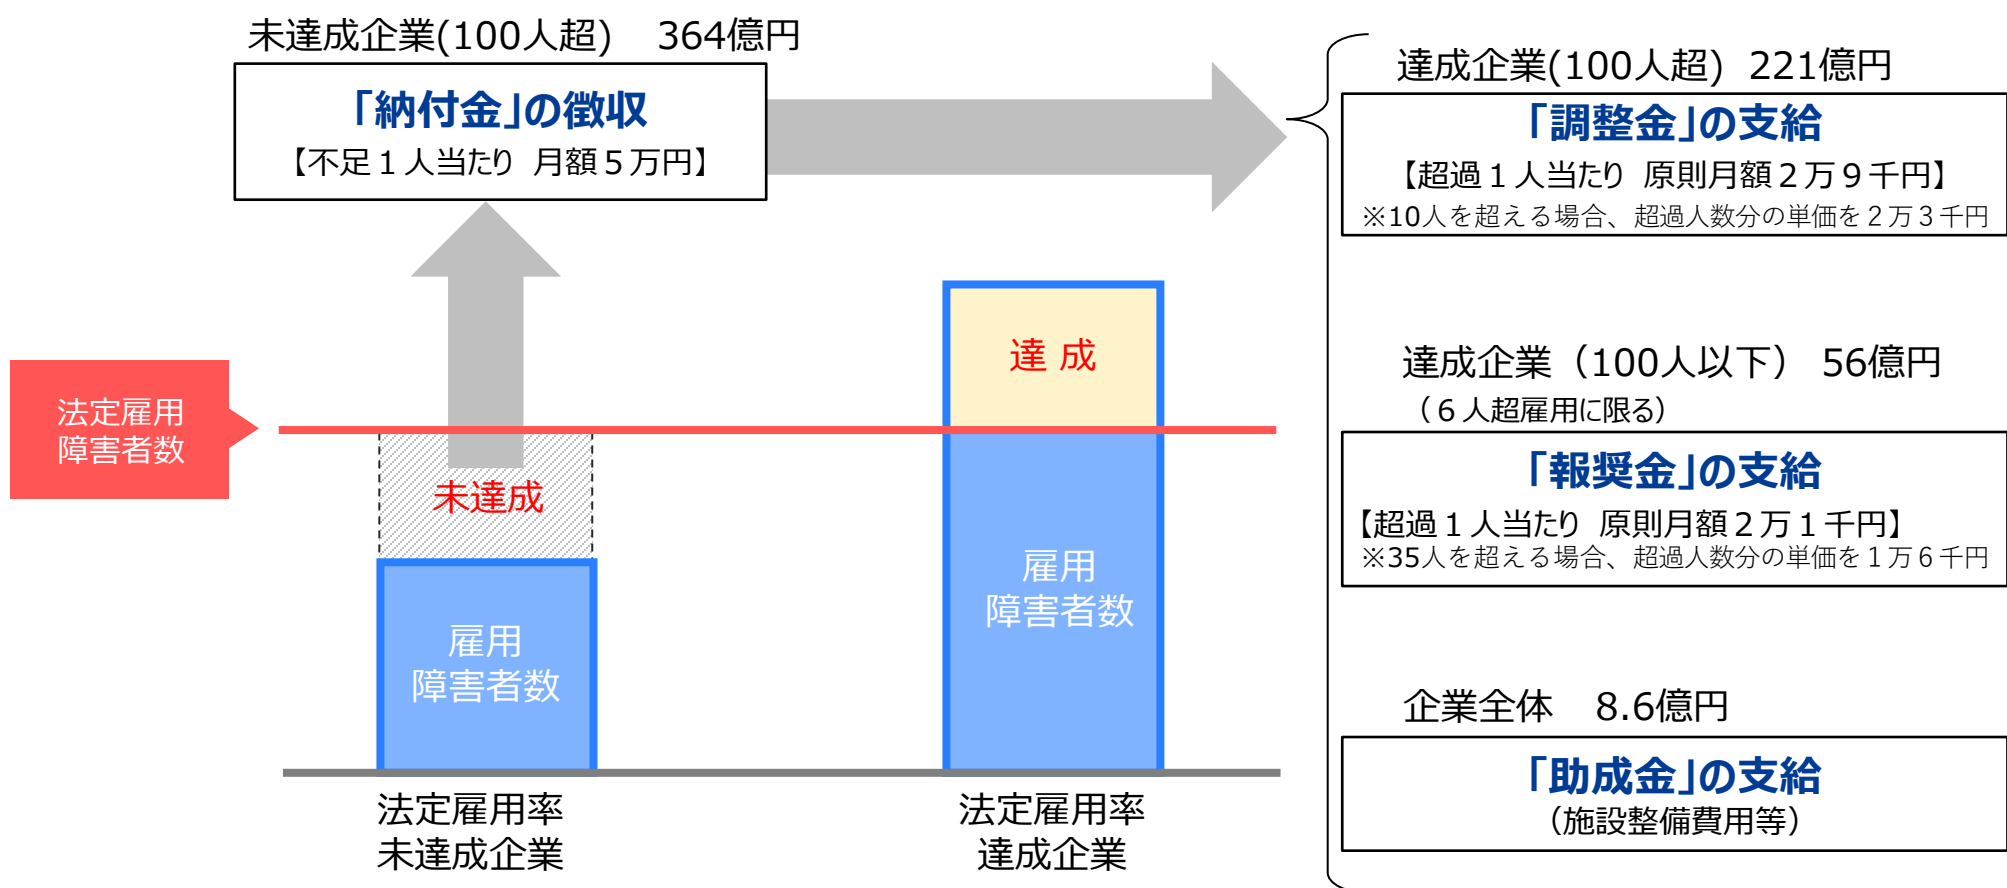 未達成企業(100人超)　364億円
「納付金」の徴収
【不足１人当たり 月額５万円】
達成企業(100人超) 221億円
「調整金」の支給
【超過１人当たり 原則月額２万９千円】
※10人を超える場合、超過人数分の単価を２万３千円
達成企業（100人以下） 56億円
（６人超雇用に限る）
「報奨金」の支給
【超過１人当たり 原則月額２万１千円】
※35人を超える場合、超過人数分の単価を１万６千円
企業全体　8.6億円
「助成金」の支給
（施設整備費用等）
法定雇用
障害者数
未達成
雇用
障害者数
達 成
雇用
障害者数
法定雇用率
未達成企業
法定雇用率
達成企業